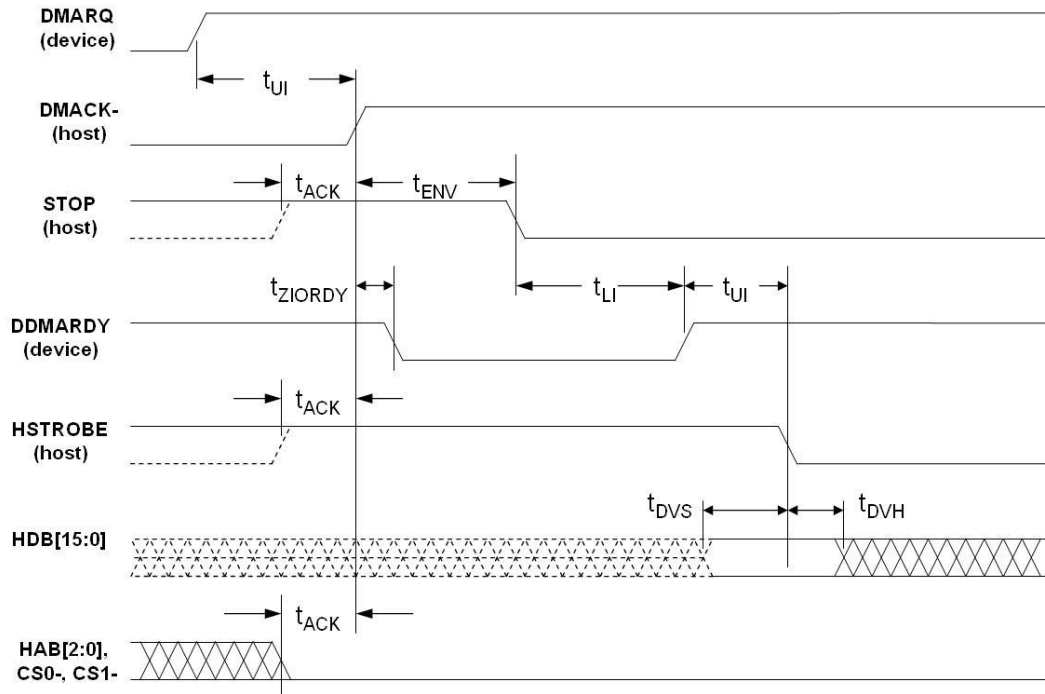 DMARQ
(device)
tUI
DMACK-
(host)
tACK
tENV
STOP
(host)
tZIORDY
tLI
tUI
DDMARDY
(device)
tACK
HSTROBE
(host)
tDVS
tDVH
HDB[15:0]
tACK
HAB[2:0],
CS0-, CS1-